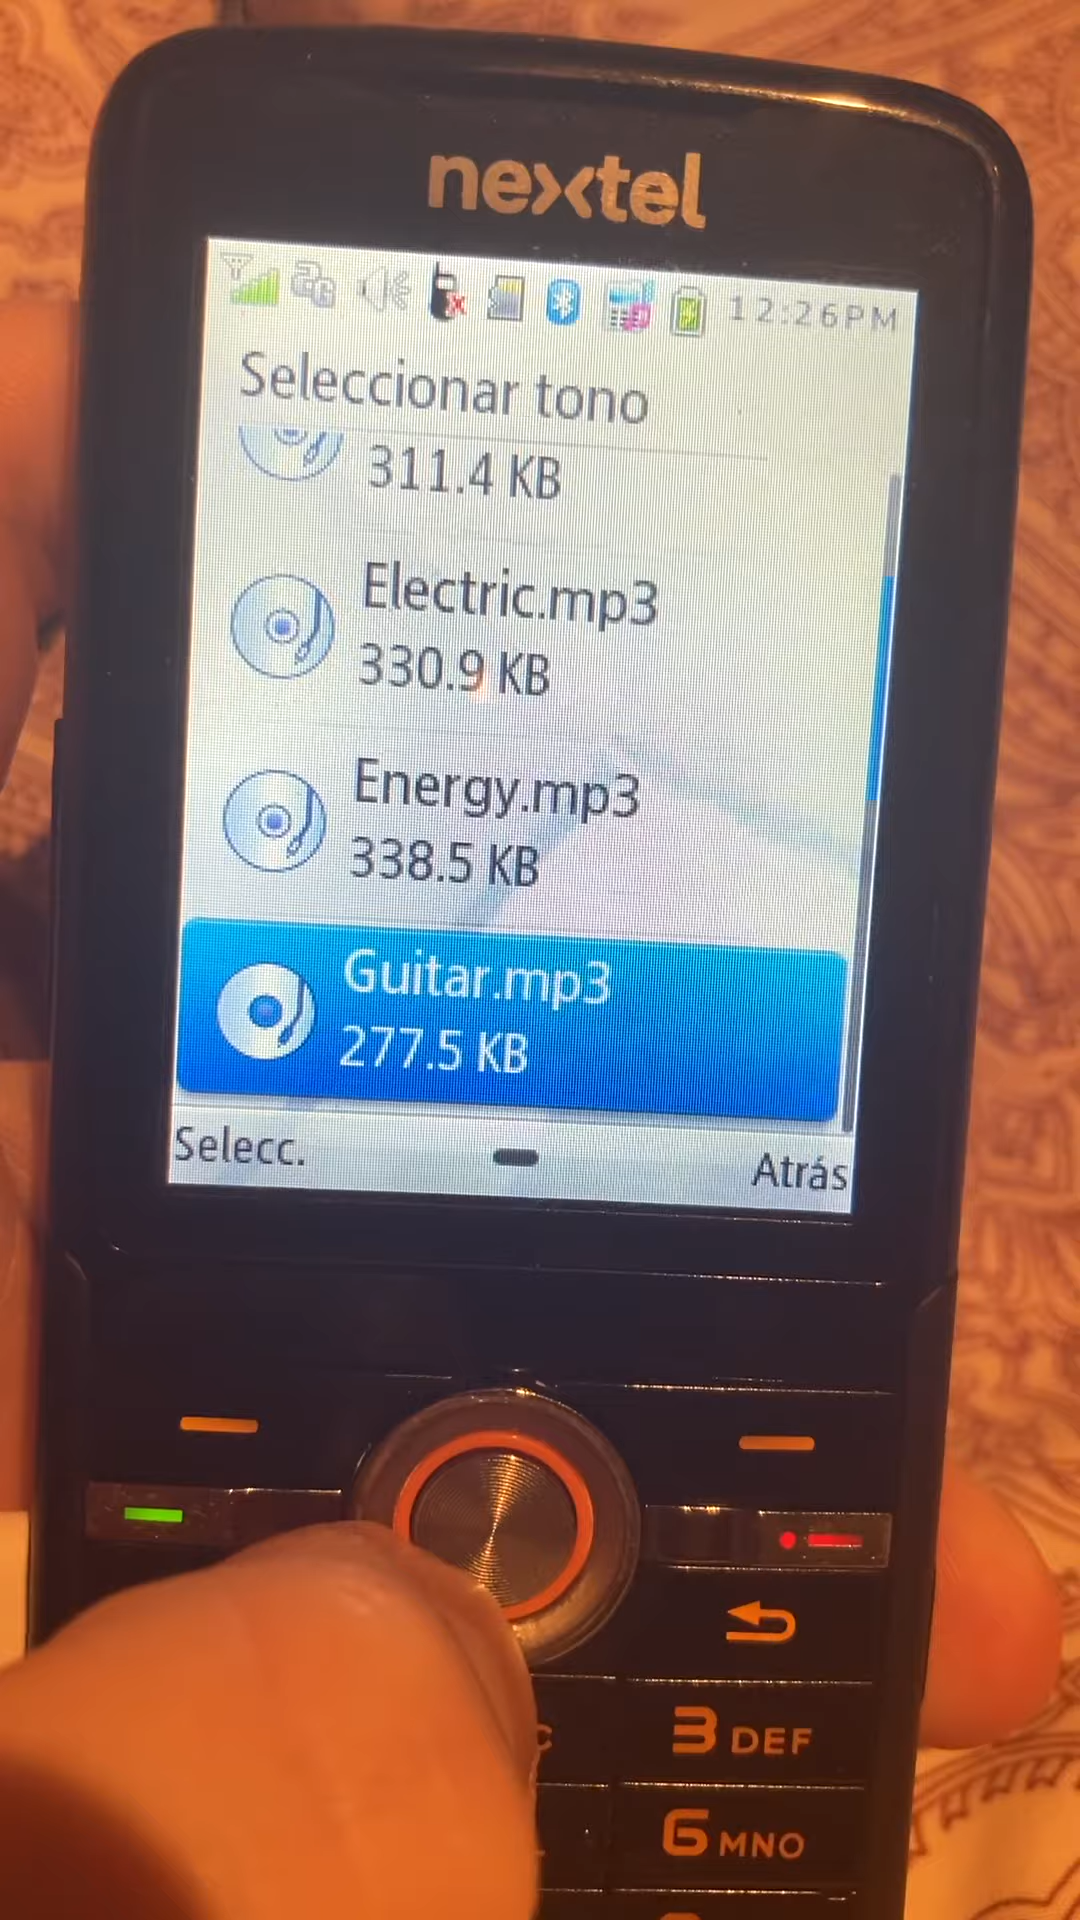 nextel
12:26PM
Seleccionar tono
311.4 KB
Electric.mp3
330.9 KB
Energy.mp3
338.5 KB
Guitar.mp3
277.5 KB
Selecc.
Atrás
3 DEF
6 MNO